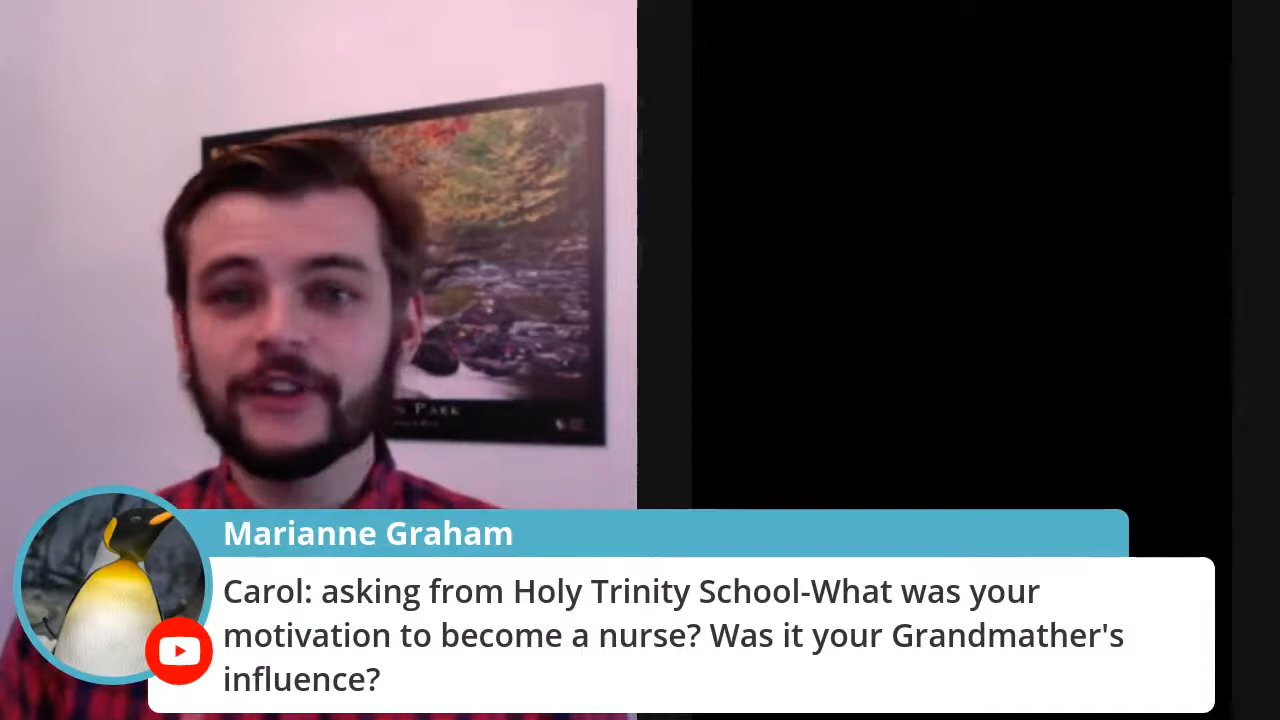 PARK
Marianne Graham
Carol: asking from Holy Trinity School-What was your
motivation to become a nurse? Was it your Grandmather's
influence?